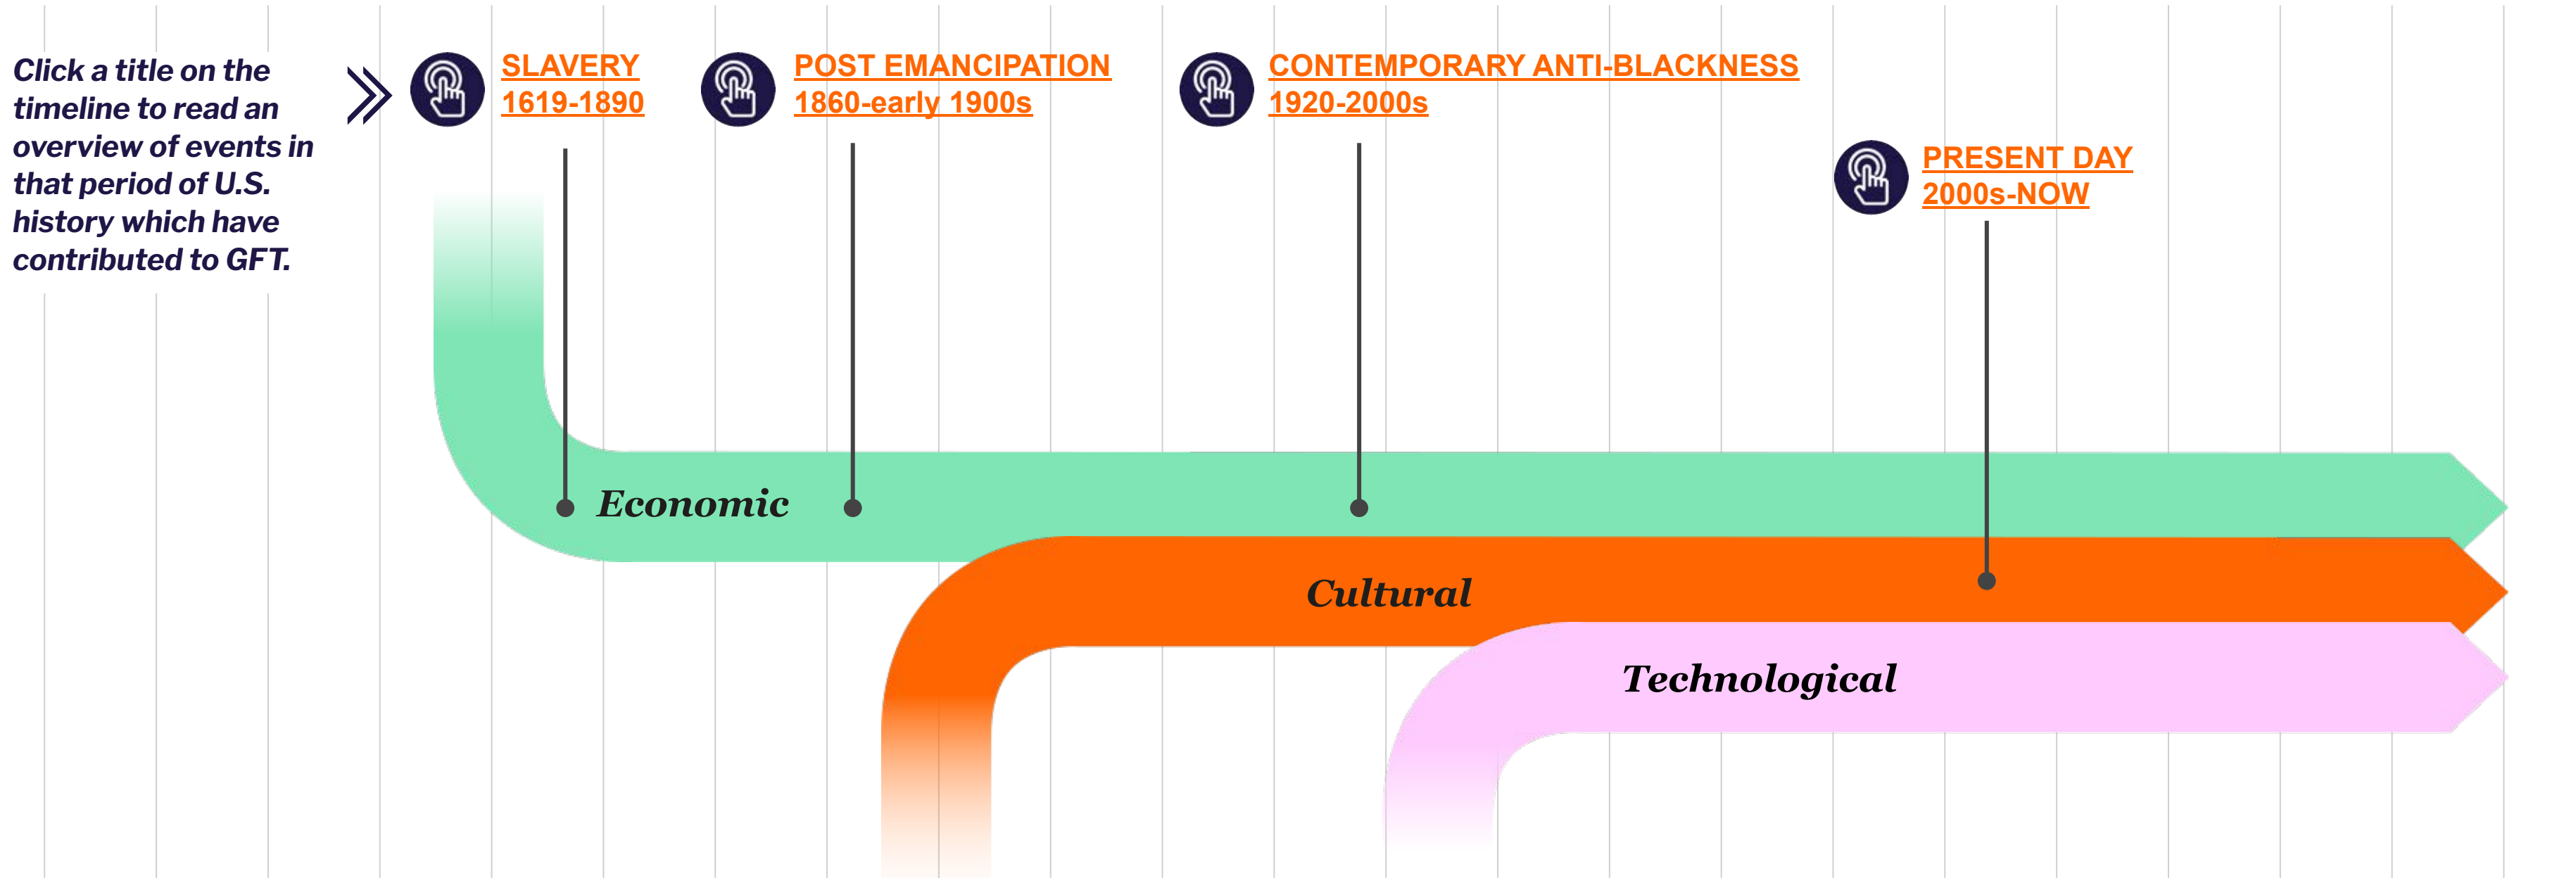 Click a title on the
timeline to read an
overview of events in
that period of U.S.
history which have
contributed to GFT.
SLAVERY
1619-1890
POST EMANCIPATION
1860-early 1900s
CONTEMPORARY ANTI-BLACKNESS
1920-2000s
PRESENT DAY
2000s-NOW
Economic
Cultural
Technological